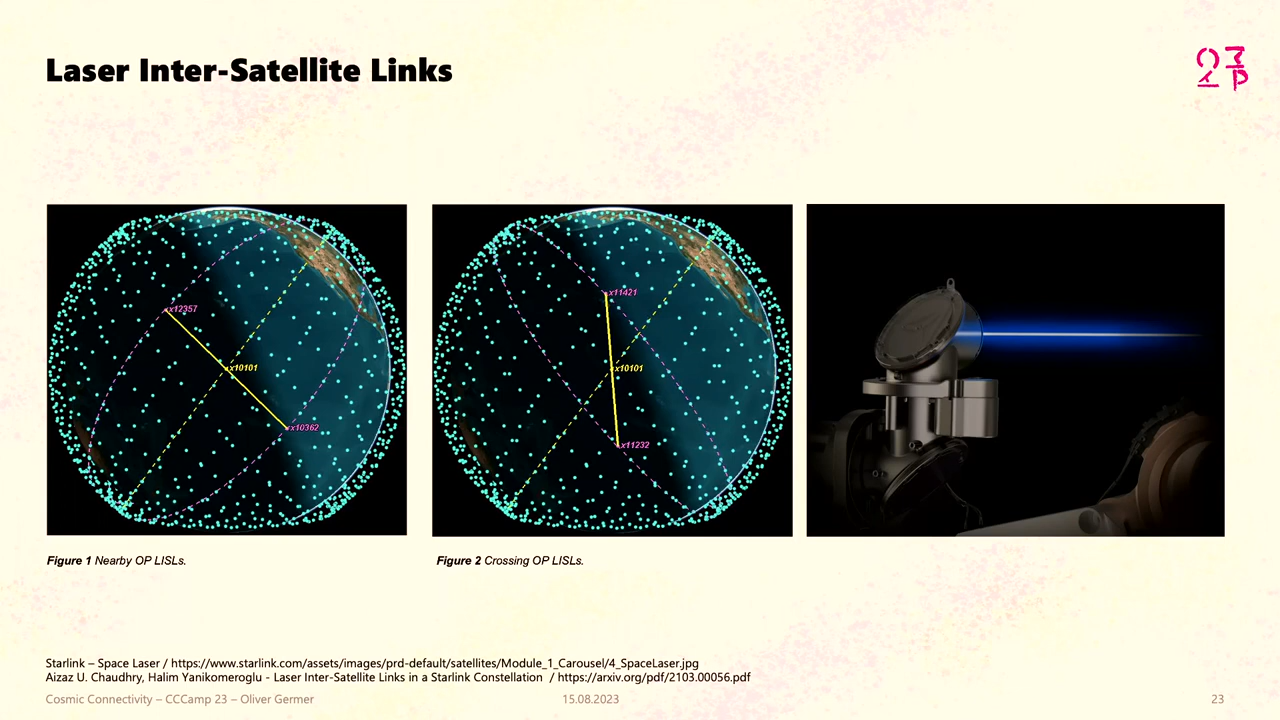 Laser Inter-Satellite Links
x12357
x10101
x10362
x11421
x10101
x11232
Figure 1 Nearby OP LISLs.
Figure 2 Crossing OP LISLs.
Starlink – Space Laser / https://www.starlink.com/assets/images/prd-default/satellites/Module_1_Carousel/4_SpaceLaser.jpg
Aizaz U. Chaudhry, Halim Yanikomeroglu - Laser Inter-Satellite Links in a Starlink Constellation / https://arxiv.org/pdf/2103.00056.pdf
Cosmic Connectivity – CCCamp 23 – Oliver Germer
15.08.2023
23